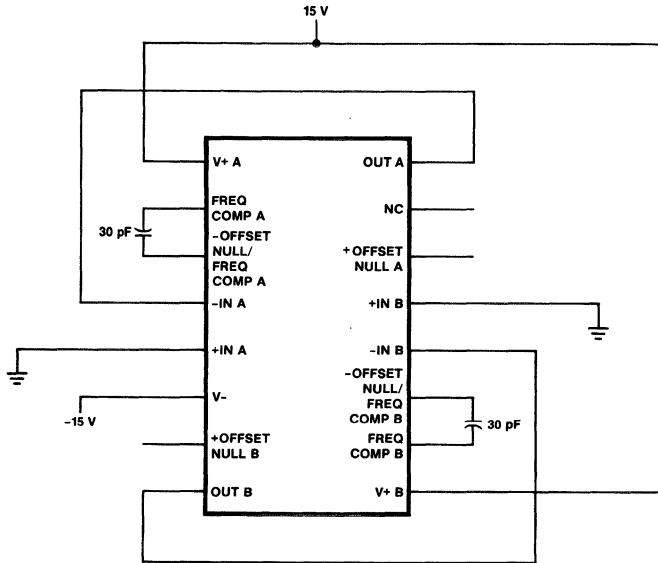 15 V
V+ A
OUT A
FREQ
COMP A
NC
30 pF
–OFFSET
NULL/
FREQ
COMP A
+OFFSET
NULL A
–IN A
+IN B
+IN A
–IN B
V–
–15 V
–OFFSET
NULL/
FREQ
COMP B
30 pF
+OFFSET
NULL B
FREQ
COMP B
OUT B
V+ B